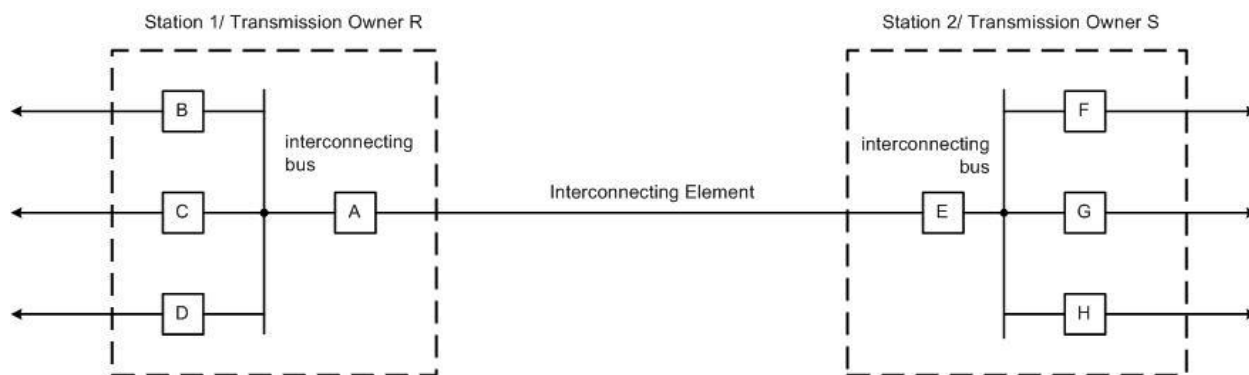 Station 1/ Transmission Owner R
Station 2/ Transmission Owner S
B
interconnecting
bus
C
A
D
Interconnecting Element
interconnecting
bus
E
F
G
H